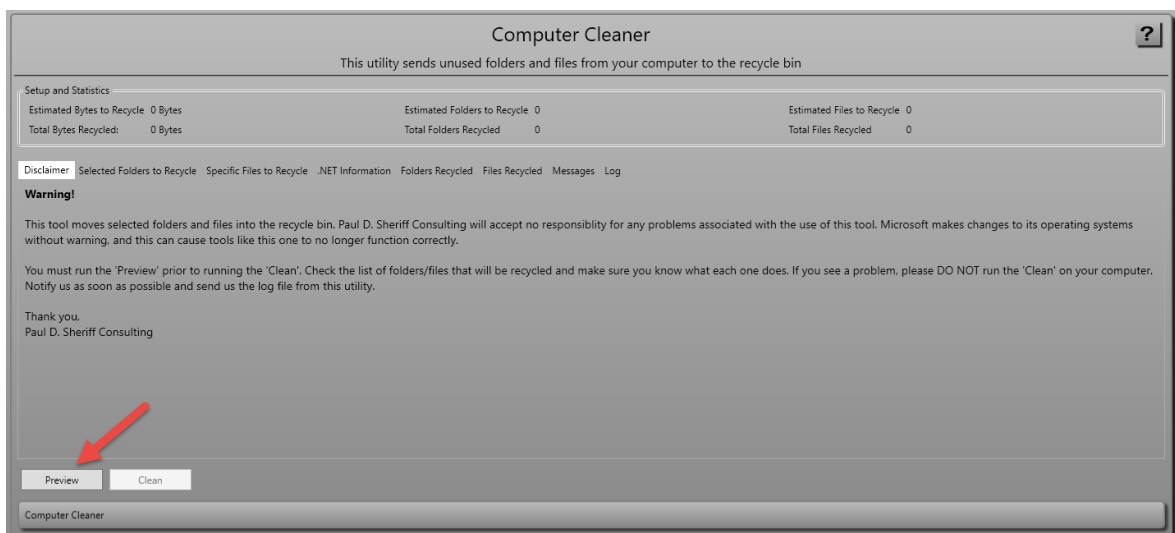 Computer Cleaner
?
This utility sends unused folders and files from your computer to the recycle bin
Setup and Statistics
Estimated Bytes to Recycle 0 Bytes Estimated Folders to Recycle 0 Estimated Files to Recycle 0
Total Bytes Recycled: 0 Bytes Total Folders Recycled 0 Total Files Recycled 0
Disclaimer Selected Folders to Recycle Specific Files to Recycle .NET Information Folders Recycled Files Recycled Messages Log
Warning!
This tool moves selected folders and files into the recycle bin. Paul D. Sheriff Consulting will accept no responsiblity for any problems associated with the use of this tool. Microsoft makes changes to its operating systems
without warning, and this can cause tools like this one to no longer function correctly.
You must run the 'Preview' prior to running the 'Clean'. Check the list of folders/files that will be recycled and make sure you know what each one does. If you see a problem, please DO NOT run the 'Clean' on your computer.
Notify us as soon as possible and send us the log file from this utility.
Thank you,
Paul D. Sheriff Consulting
Preview Clean
Computer Cleaner